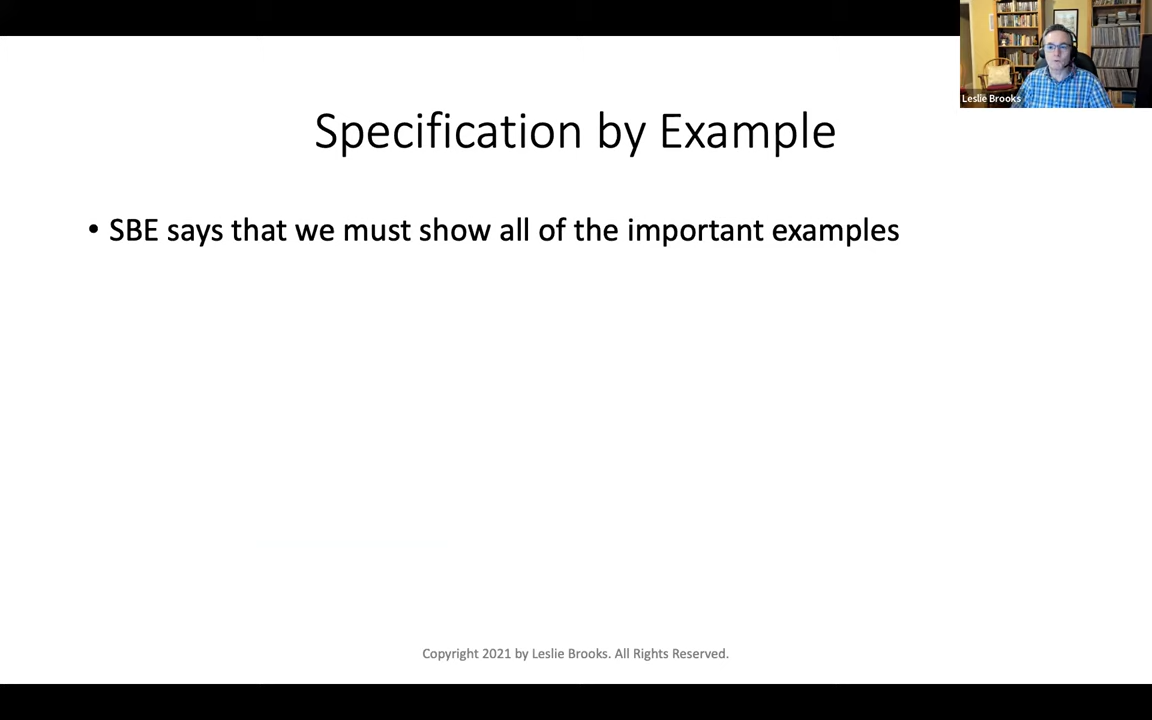 Leslie Brooks
Specification by Example
• SBE says that we must show all of the important examples
Copyright 2021 by Leslie Brooks. All Rights Reserved.